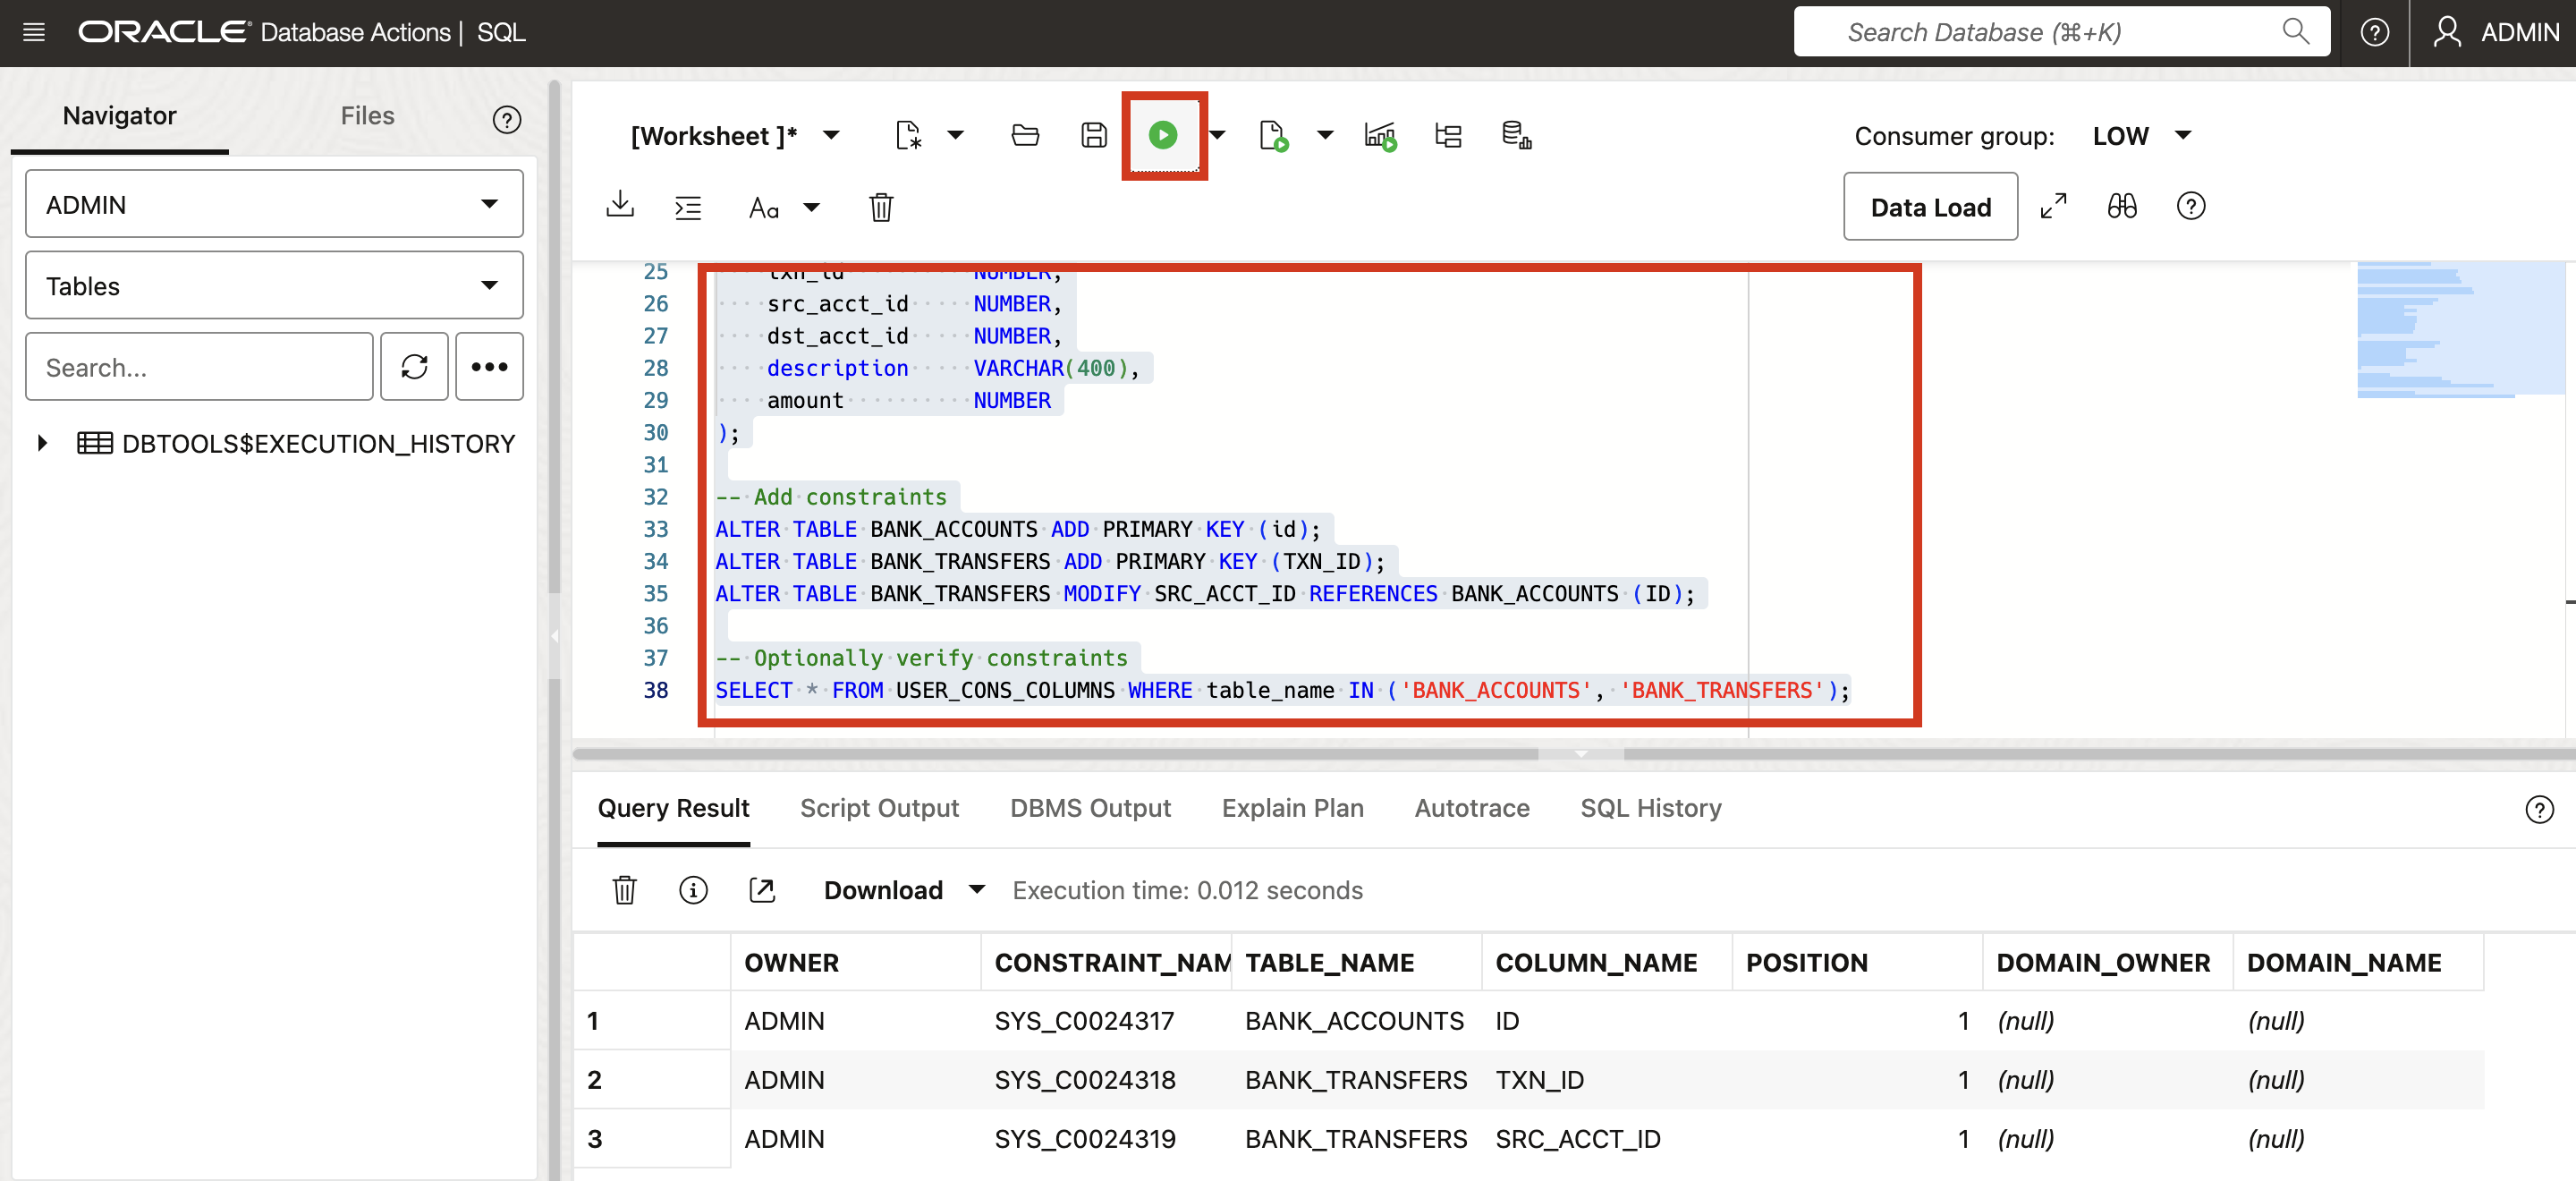 ORACLE Database Actions | SQL
Search Database (⌘+K)
ADMIN
Navigator
Files
ADMIN
Tables
Search...
DBTOOLS$EXECUTION_HISTORY
[Worksheet ]*
Consumer group: LOW
Aa
Data Load
25 txn_id NUMBER,
26 src_acct_id NUMBER,
27 dst_acct_id NUMBER,
28 description VARCHAR(400),
29 amount NUMBER
30 );
31
32 -- Add constraints
33 ALTER TABLE BANK_ACCOUNTS ADD PRIMARY KEY (id);
34 ALTER TABLE BANK_TRANSFERS ADD PRIMARY KEY (TXN_ID);
35 ALTER TABLE BANK_TRANSFERS MODIFY SRC_ACCT_ID REFERENCES BANK_ACCOUNTS (ID);
36
37 -- Optionally verify constraints
38 SELECT * FROM USER_CONS_COLUMNS WHERE table_name IN ('BANK_ACCOUNTS', 'BANK_TRANSFERS');
Query Result Script Output DBMS Output Explain Plan Autotrace SQL History
Download Execution time: 0.012 seconds
OWNER CONSTRAINT_NAM TABLE_NAME COLUMN_NAME POSITION DOMAIN_OWNER DOMAIN_NAME
1 ADMIN SYS_C0024317 BANK_ACCOUNTS ID 1 (null) (null)
2 ADMIN SYS_C0024318 BANK_TRANSFERS TXN_ID 1 (null) (null)
3 ADMIN SYS_C0024319 BANK_TRANSFERS SRC_ACCT_ID 1 (null) (null)